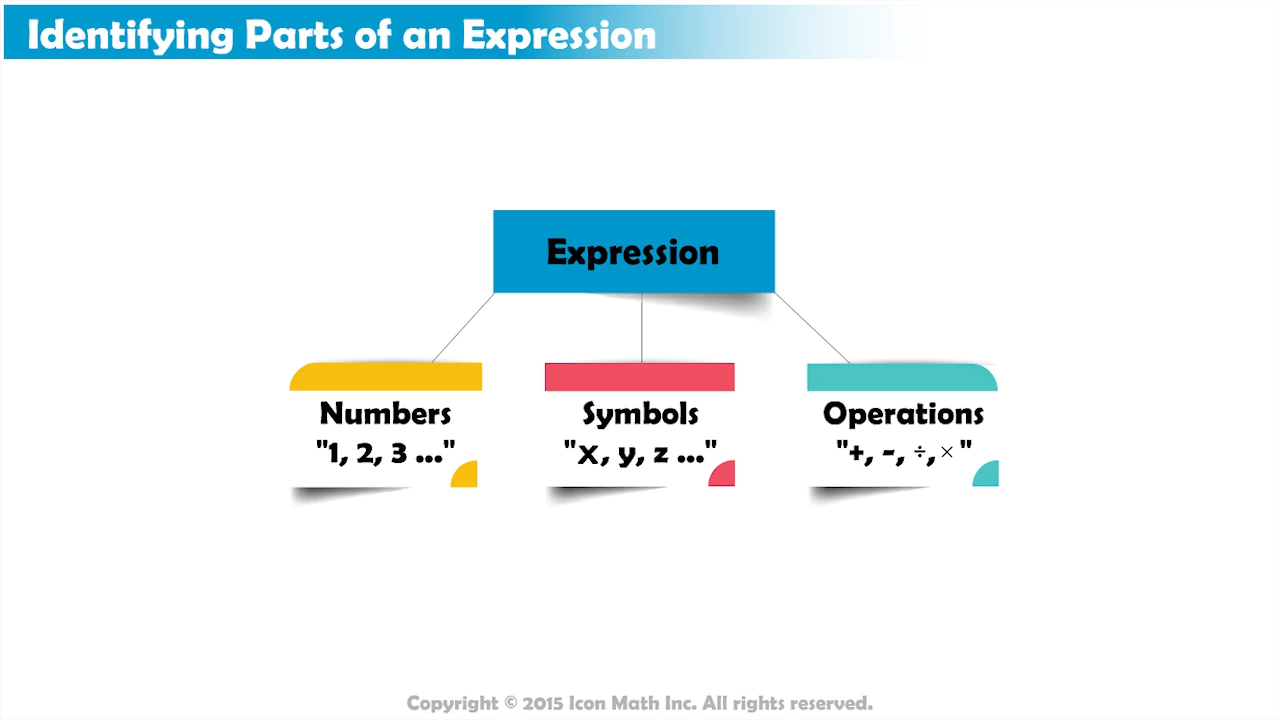 Identifying Parts of an Expression
Expression
Numbers
"1, 2, 3 ..."
Symbols
"x, y, z ..."
Operations
"+, -, ÷, × "
Copyright © 2015 Icon Math Inc. All rights reserved.